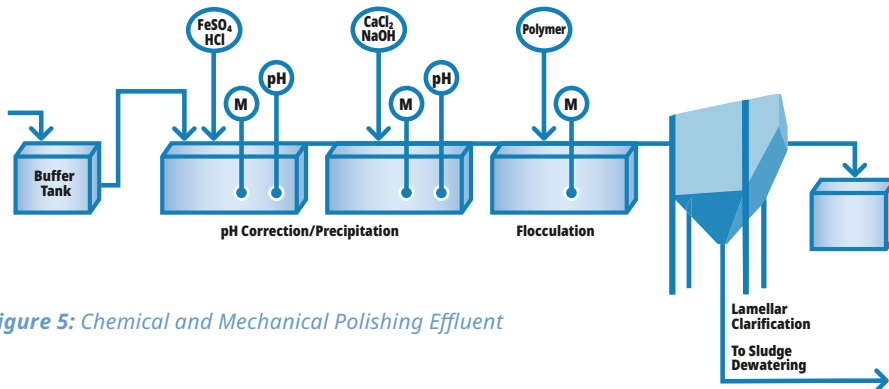 FeSO₄
HCl
CaCl₂
NaOH
Polymer
M
pH
M
pH
M
Buffer
Tank
pH Correction/Precipitation
Flocculation
Lamellar
Clarification
To Sludge
Dewatering
igure 5: Chemical and Mechanical Polishing Effluent